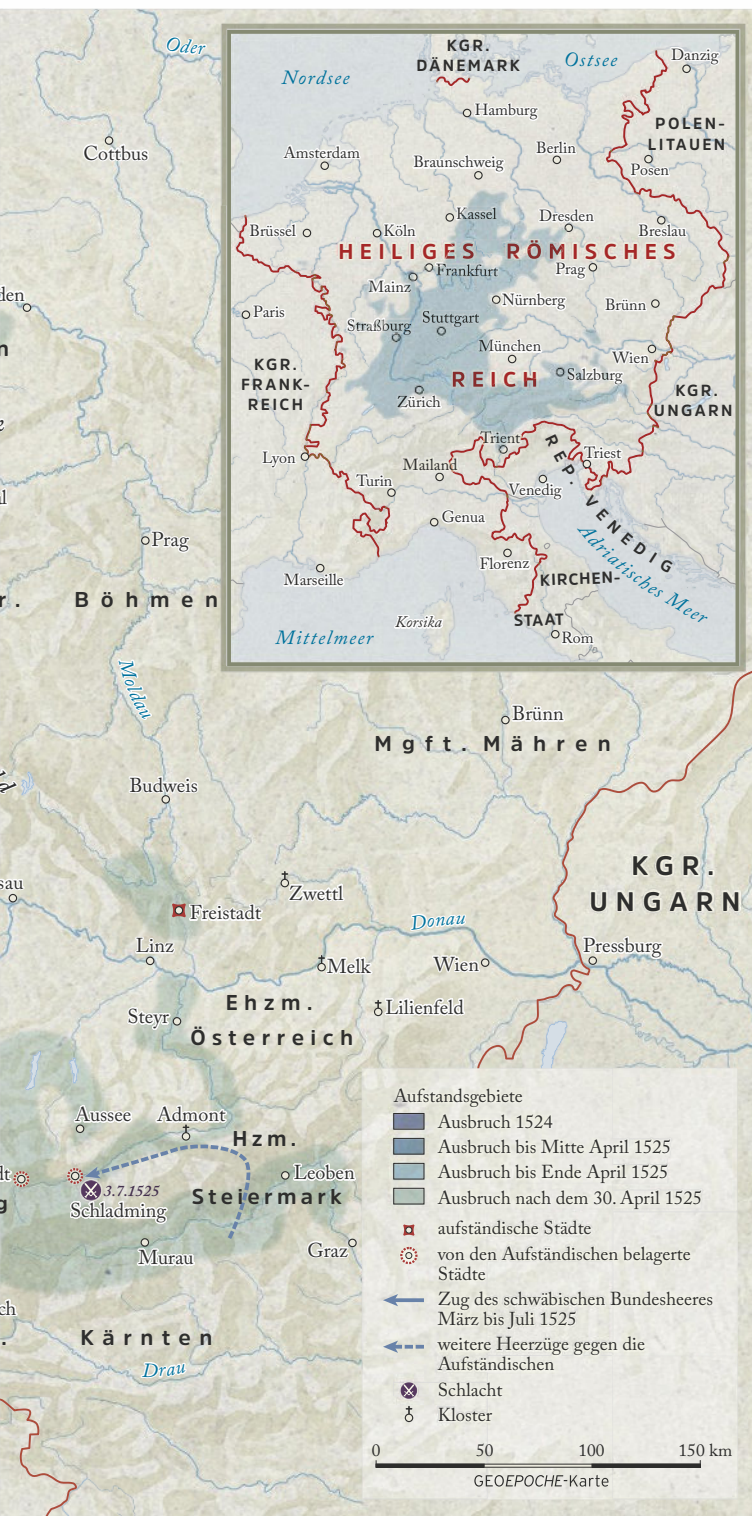 Oder
Cottbus
den
n
e
al
Prag
r. Böhmen
Moldau
ld
Budweis
sau
Freistadt
Linz
Zwettl
Melk
Donau
Wien
Lilienfeld
Steyr
Ehzm.
Österreich
Mgft. Mähren
Brünn
KGR.
UNGARN
Pressburg
Aussee
Admont
Hzm.
Steiermark
Leoben
dt
g
3.7.1525
Schladming
Murau
Graz
ch
. Kärnten
Drau
KGR.
DÄNEMARK
Nordsee
Ostsee
Danzig
Hamburg
POLEN-
LITAUEN
Amsterdam
Braunschweig
Berlin
Posen
Kassel
Dresden
Brüssel
Köln
Breslau
HEILIGES RÖMISCHES
REICH
Frankfurt
Prag
Mainz
Nürnberg
Brünn
Paris
Straßburg
Stuttgart
München
Wien
KGR.
FRANK-
REICH
Salzburg
KGR.
UNGARN
Zürich
Trient
Triest
Lyon
Mailand
Turin
Venedig
REP. VENEDIG
Genua
Adriatisches Meer
Florenz
Marseille
KIRCHEN-
STAAT
Korsika
Mittelmeer
Rom
Aufstandsgebiete
Ausbruch 1524
Ausbruch bis Mitte April 1525
Ausbruch bis Ende April 1525
Ausbruch nach dem 30. April 1525
aufständische Städte
von den Aufständischen belagerte
Städte
Zug des schwäbischen Bundesheeres
März bis Juli 1525
weitere Heerzüge gegen die
Aufständischen
Schlacht
Kloster
0 50 100 150 km
GEOEPOCHE-Karte